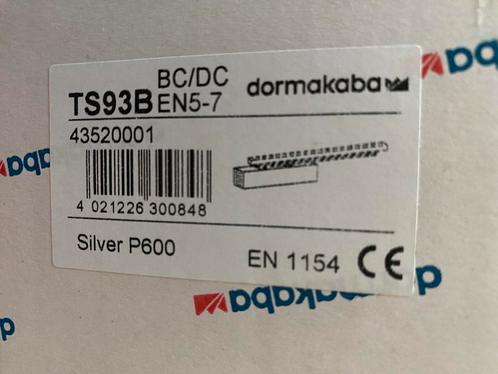 TS93B BC/DC EN5-7 dormakaba
43520001
4 021226 300848
Silver P600
EN 1154 CE
dormakaba